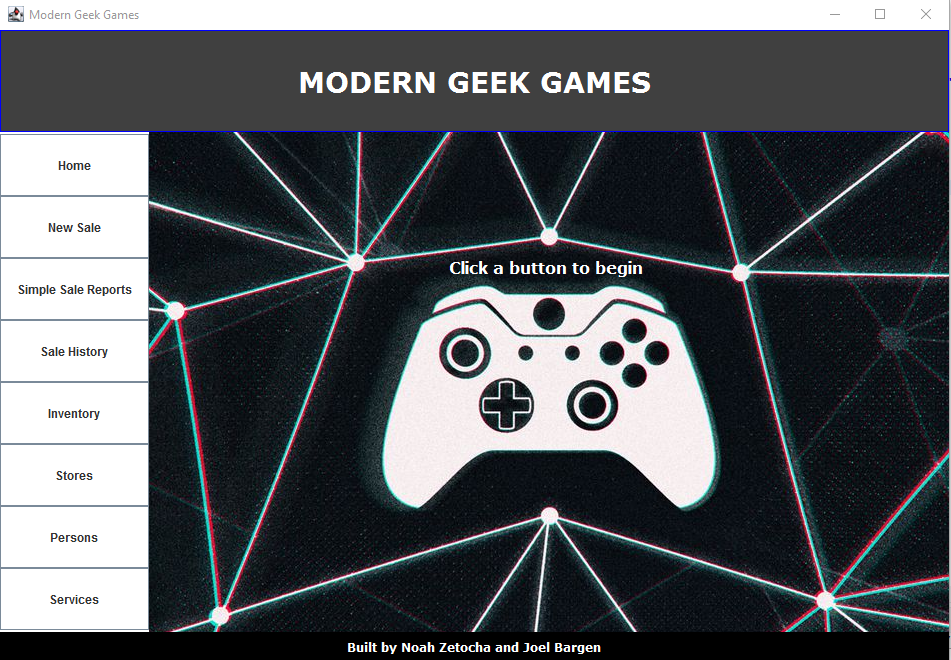 Modern Geek Games
MODERN GEEK GAMES
Home
New Sale
Simple Sale Reports
Sale History
Inventory
Stores
Persons
Services
Click a button to begin
Built by Noah Zetocha and Joel Bargen